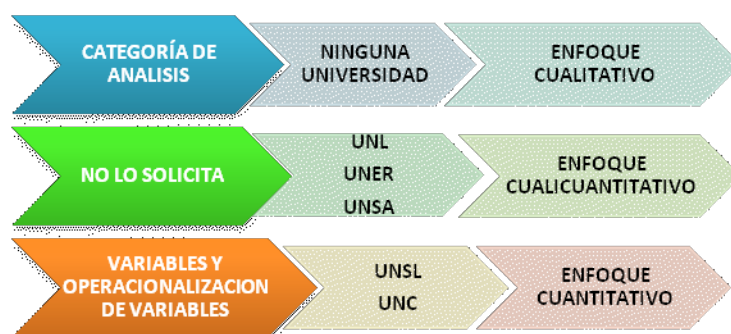 CATEGORÍA DE
ANALISIS
NINGUNA
UNIVERSIDAD
ENFOQUE
CUALITATIVO
NO LO SOLICITA
UNL
UNER
UNSA
ENFOQUE
CUALICUANTITATIVO
VARIABLES Y
OPERACIONALIZACION
DE VARIABLES
UNSL
UNC
ENFOQUE
CUANTITATIVO